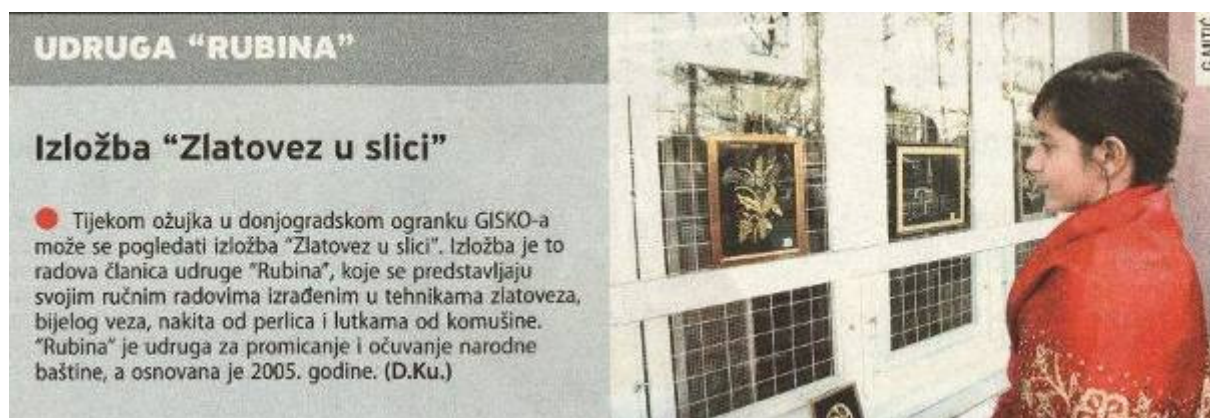 UDRUGA “RUBINA”
Izložba “Zlatovez u slici”
Tijekom ožujka u donjogradskom ogranku GISKO-a
može se pogledati izložba “Zlatovez u slici”. Izložba je to
radova članica udruge “Rubina”, koje se predstavljaju
svojim ručnim radovima izrađenim u tehnikama zlatoveza,
bijelog veza, nakita od perlica i lutkama od komušine.
“Rubina” je udruga za promicanje i očuvanje narodne
baštine, a osnovana je 2005. godine. (D.Ku.)
G.ANTIĆ